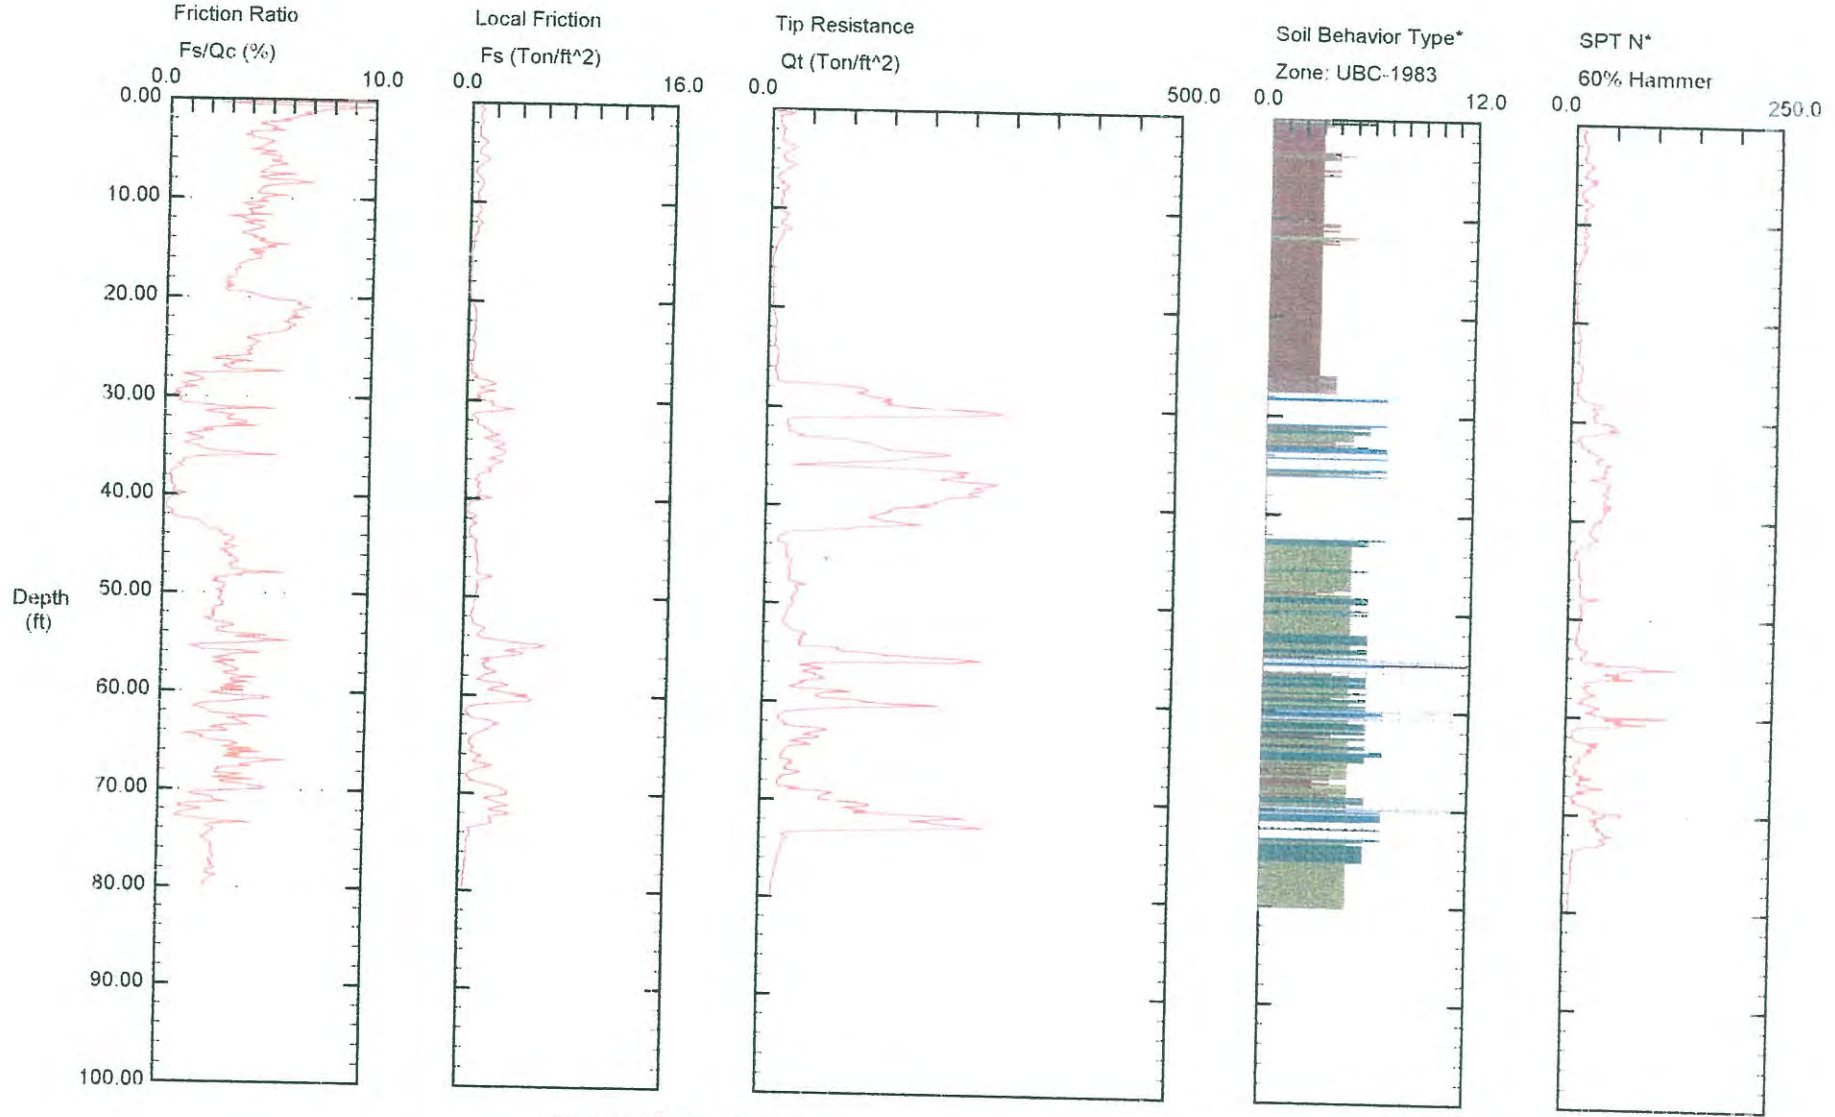 Friction Ratio
Fs/Qc (%)
0.0 10.0
Local Friction
Fs (Ton/ft^2)
0.0 16.0
Tip Resistance
Qt (Ton/ft^2)
0.0 500.0
Soil Behavior Type*
Zone: UBC-1983
0.0 12.0
SPT N*
60% Hammer
0.0 250.0
0.00
10.00
20.00
30.00
40.00
50.00
Depth
(ft)
60.00
70.00
80.00
90.00
100.00